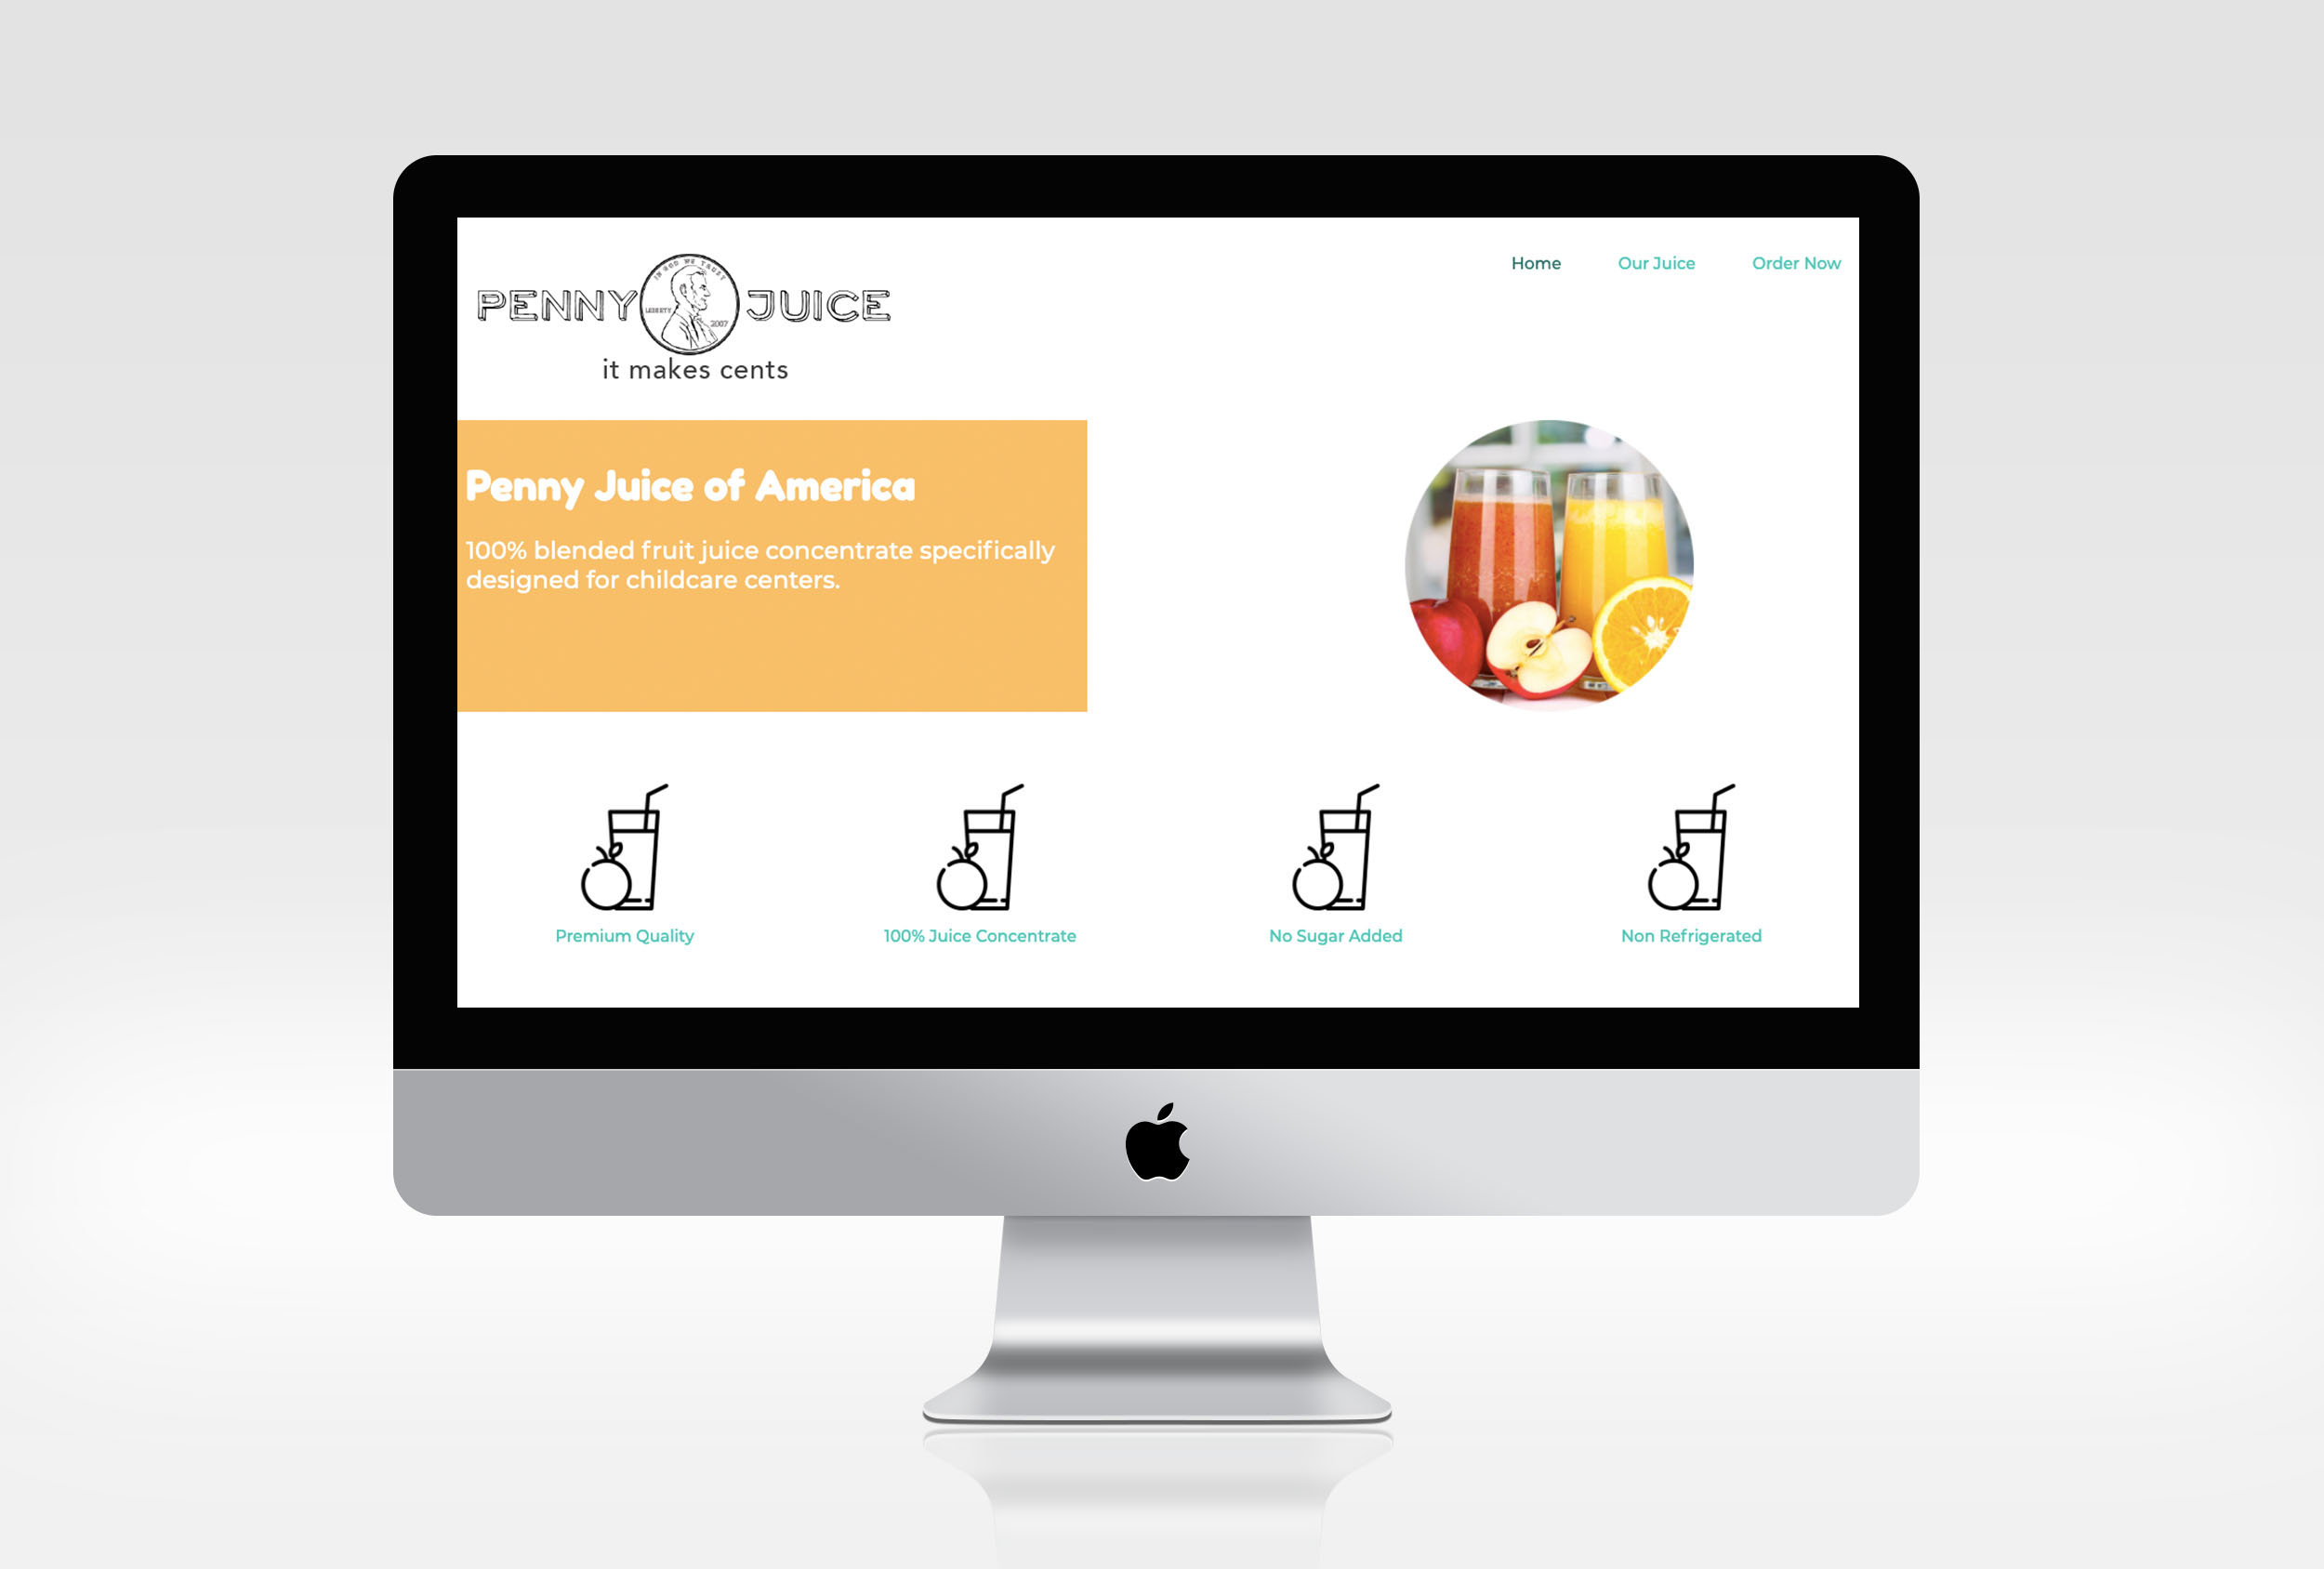 Home Our Juice Order Now
IN GOD WE TRUST
PENNY JUICE
LIBERTY
2007
it makes cents
Penny Juice of America
100% blended fruit juice concentrate specifically
designed for childcare centers.
Premium Quality 100% Juice Concentrate No Sugar Added Non Refrigerated